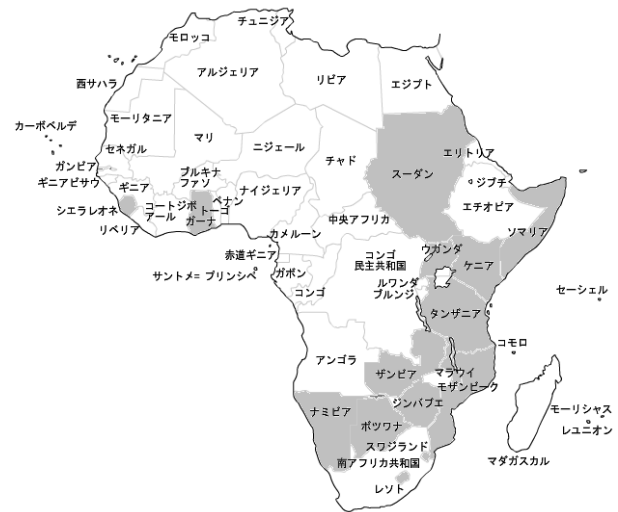 チュニジア
モロッコ
アルジェリア
リビア
エジプト
西サハラ
モーリタニア
マリ
ニジェール
チャド
スーダン
エリトリア
カーボベルデ
セネガル
ガンビア
ギニアビサウ
ギニア
ブルキナ
ファソ
ジブチ
シエラレオネ
コートジボ
アール
ベナン
トーゴ
ガーナ
ナイジェリア
エチオピア
リベリア
中央アフリカ
ソマリア
カメルーン
赤道ギニア
サントメ= プリンシペ
ガボン
コンゴ
コンゴ
民主共和国
ウガンダ
ケニア
ルワンダ
ブルンジ
セーシェル
タンザニア
コモロ
アンゴラ
ザンビア
マラウイ
モザンビーク
ナミビア
ジンバブエ
ボツワナ
モーリシャス
レユニオン
スワジランド
南アフリカ共和国
マダガスカル
レソト